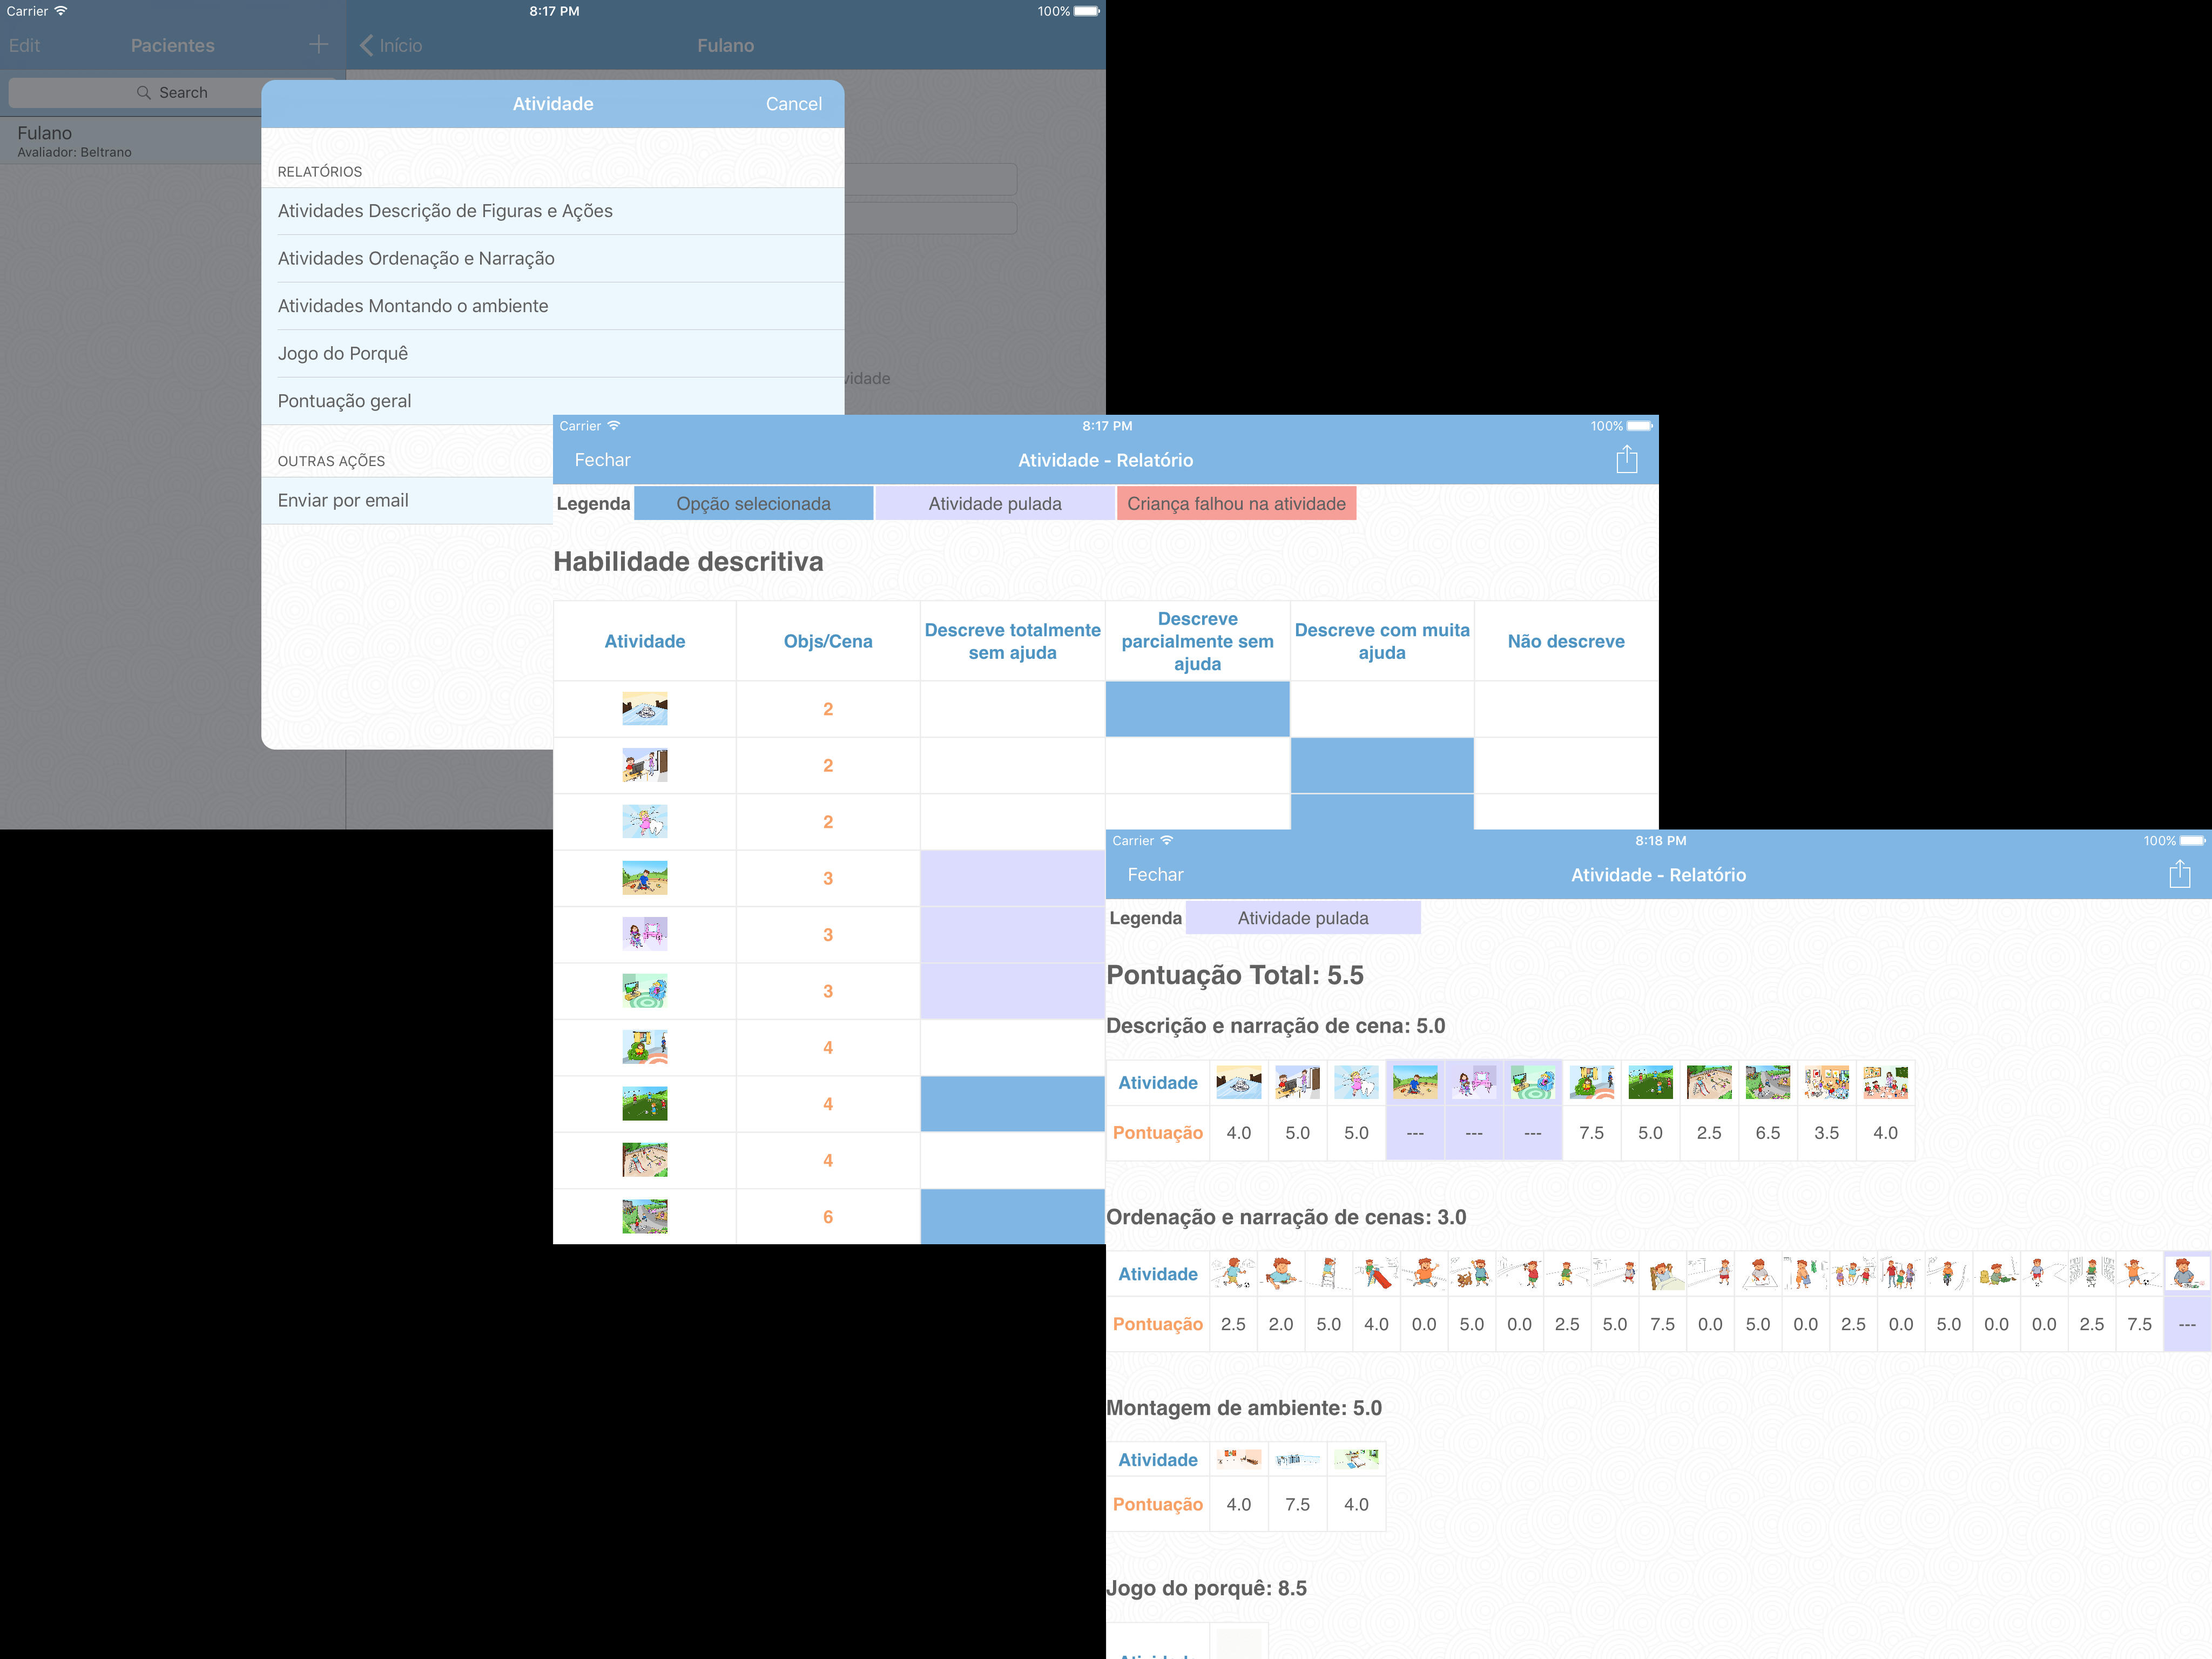 Carrier 8:17 PM 100%
Edit Pacientes + Início Fulano
Search
Fulano
Avaliador: Beltrano
vidade
Atividade Cancel
RELATÓRIOS
Atividades Descrição de Figuras e Ações
Atividades Ordenação e Narração
Atividades Montando o ambiente
Jogo do Porquê
Pontuação geral
OUTRAS AÇÕES
Enviar por email
Carrier 8:17 PM 100%
Fechar Atividade - Relatório
Legenda Opção selecionada Atividade pulada Criança falhou na atividade
Habilidade descritiva
Atividade Objs/Cena Descreve totalmente sem ajuda Descreve parcialmente sem ajuda Descreve com muita ajuda Não descreve
2
2
2
3
3
3
4
4
4
6
Carrier 8:18 PM 100%
Fechar Atividade - Relatório
Legenda Atividade pulada
Pontuação Total: 5.5
Descrição e narração de cena: 5.0
Atividade
Pontuação 4.0 5.0 5.0 --- --- --- 7.5 5.0 2.5 6.5 3.5 4.0
Ordenação e narração de cenas: 3.0
Atividade
Pontuação 2.5 2.0 5.0 4.0 0.0 5.0 0.0 2.5 5.0 7.5 0.0 5.0 0.0 2.5 0.0 5.0 0.0 0.0 2.5 7.5 ---
Montagem de ambiente: 5.0
Atividade
Pontuação 4.0 7.5 4.0
Jogo do porquê: 8.5